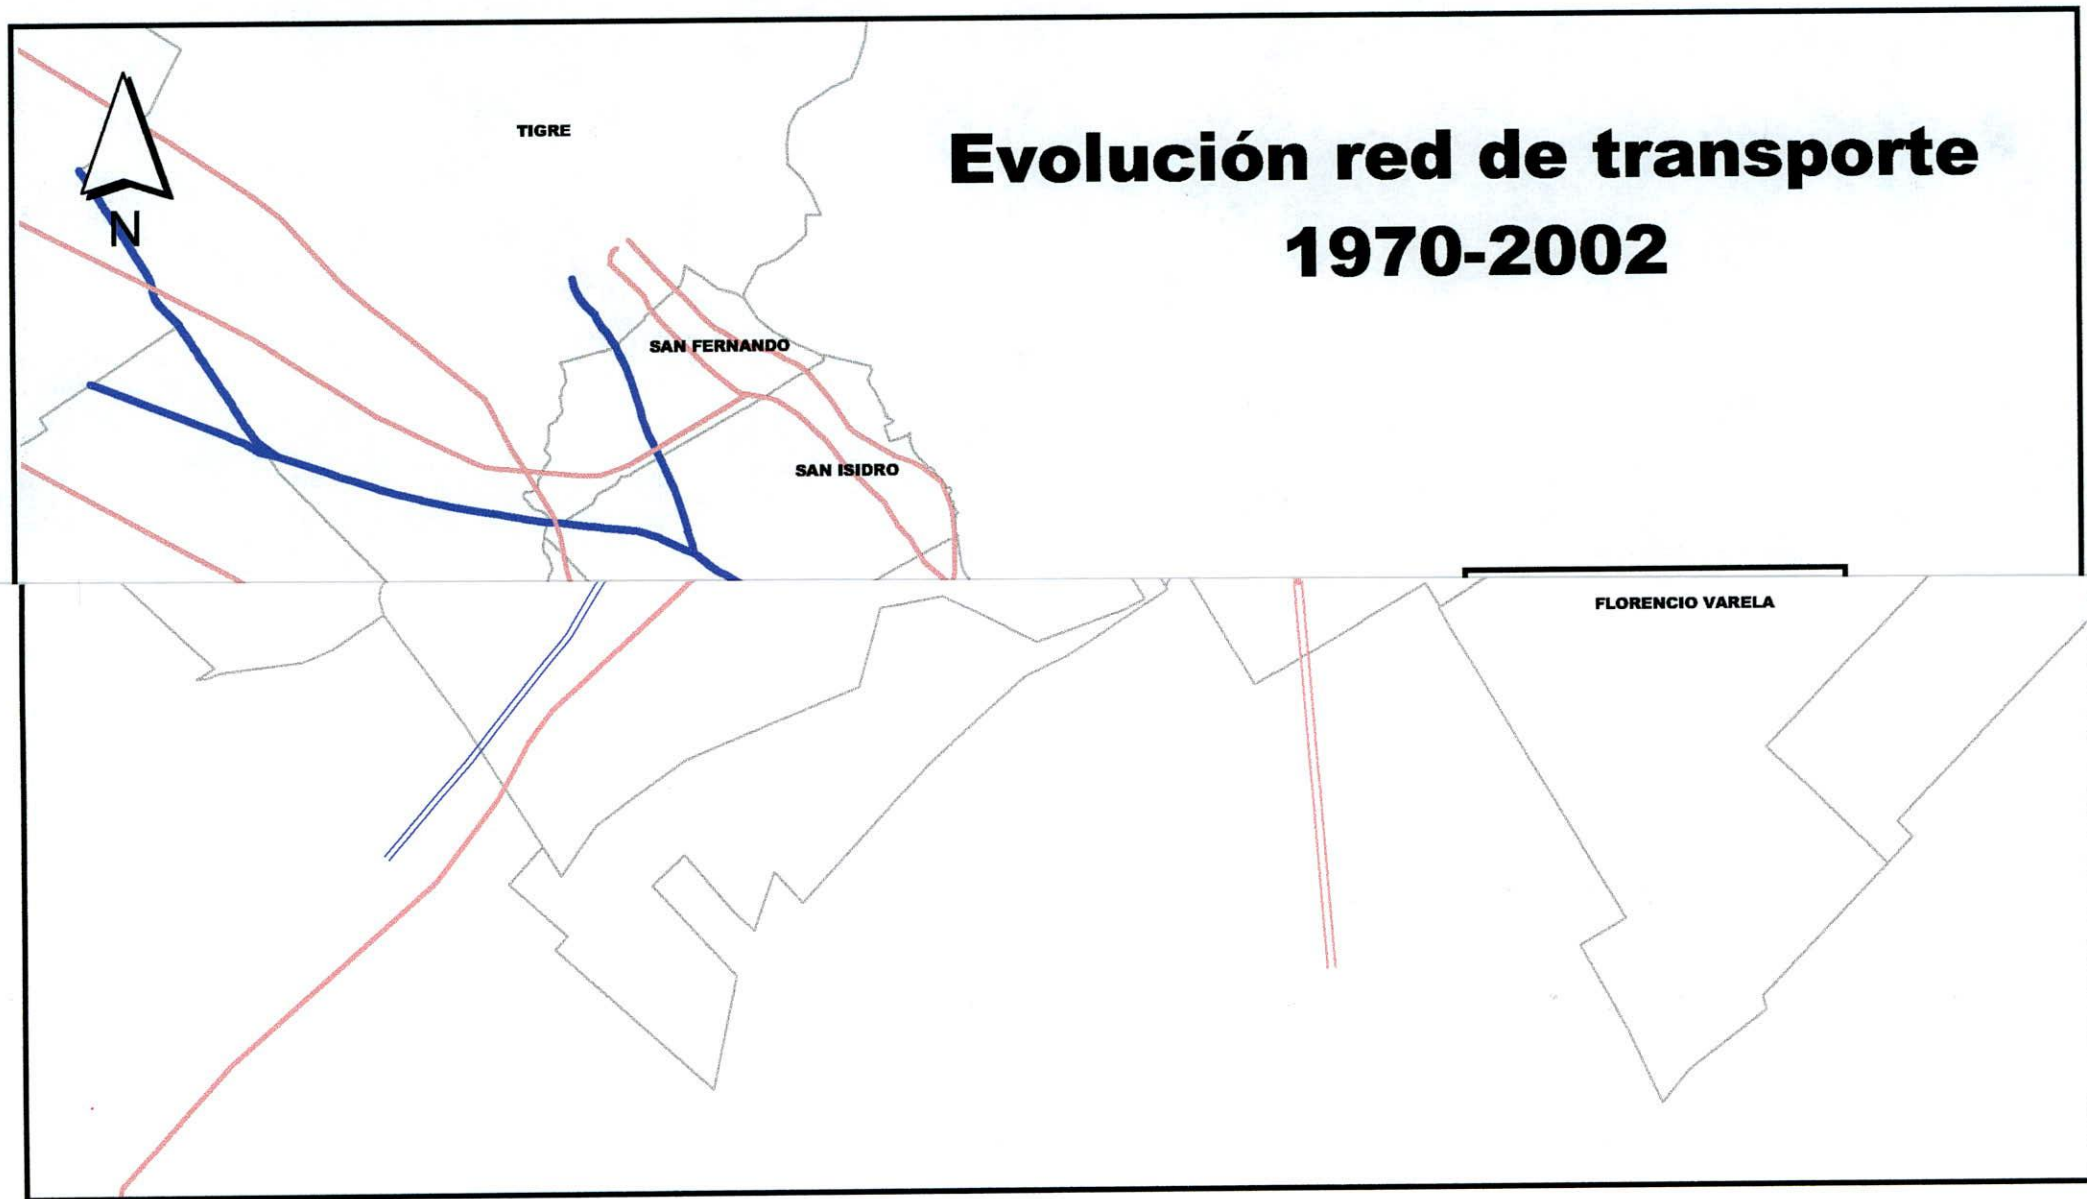 Evolución red de transporte
1970-2002
TIGRE
N
SAN FERNANDO
SAN ISIDRO
FLORENCIO VARELA